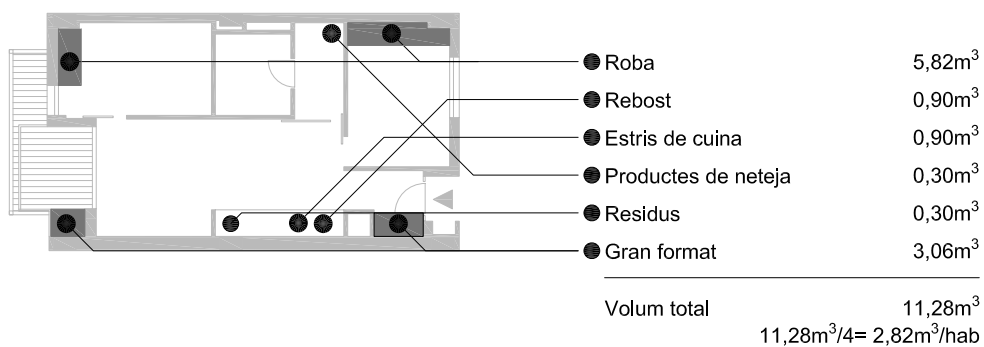 Roba 5,82m³
Rebost 0,90m³
Estris de cuina 0,90m³
Productes de neteja 0,30m³
Residus 0,30m³
Gran format 3,06m³
Volum total 11,28m³
11,28m³/4= 2,82m³/hab